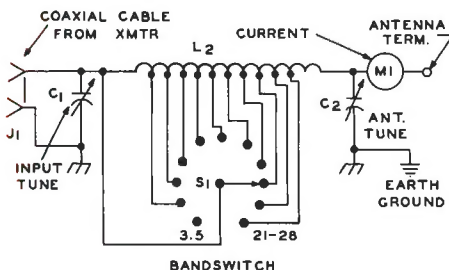 COAXIAL CABLE
FROM XMTR
L2
CURRENT
ANTENNA
TERM.
M1
C1
C2
J1
INPUT
TUNE
S1
ANT.
TUNE
EARTH
GROUND
3.5
21-28
BANDSWITCH